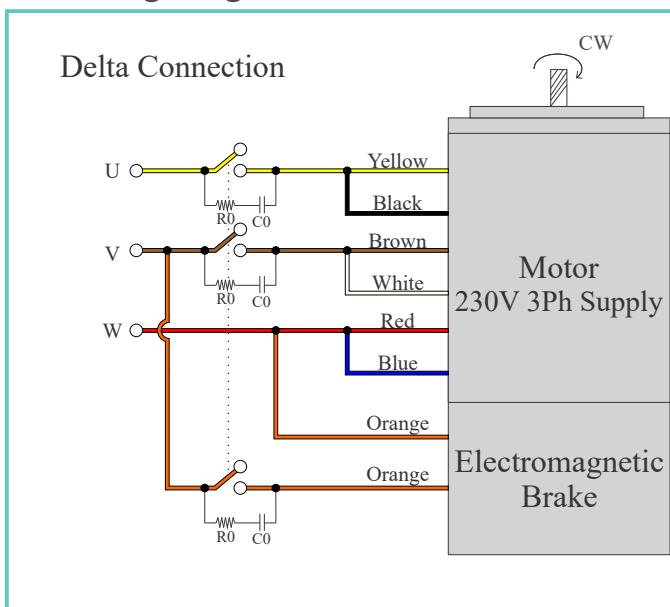 CW
Delta Connection
U
Yellow
R0
C0
Black
V
Brown
R0
C0
White
Motor
230V 3Ph Supply
W
Red
Blue
Orange
Orange
Electromagnetic
Brake
R0
C0